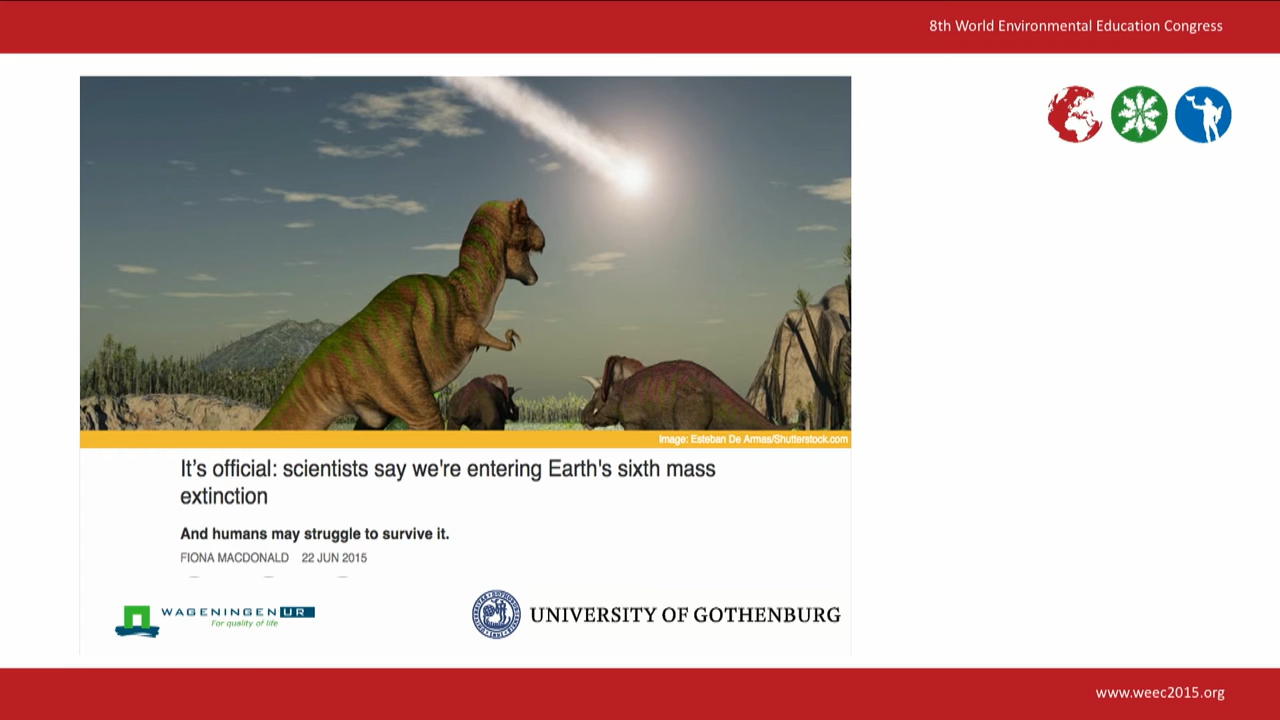 8th World Environmental Education Congress
Image: Esteban De Armas/Shutterstock.com
It's official: scientists say we're entering Earth's sixth mass
extinction
And humans may struggle to survive it.
FIONA MACDONALD 22 JUN 2015
WAGENINGEN UR
For quality of life
UNIVERSITY OF GOTHENBURG
www.weec2015.org